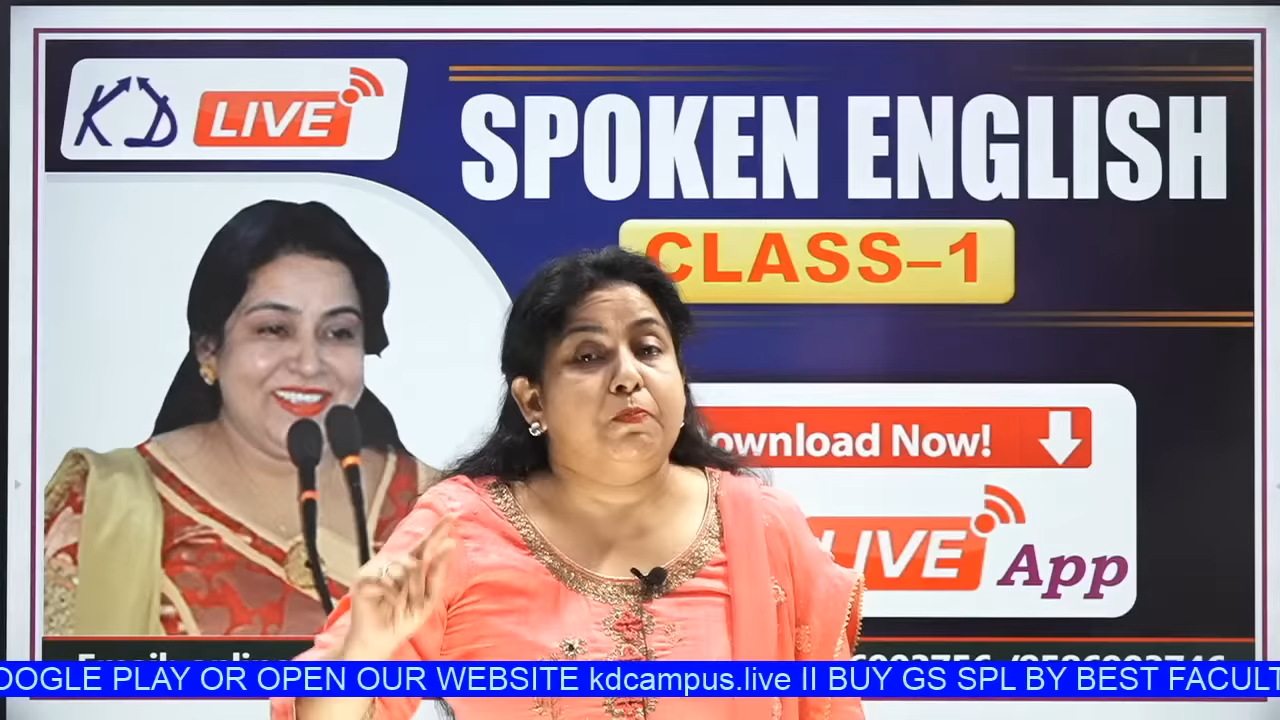 KD LIVE
SPOKEN ENGLISH
CLASS–1
ownload Now!
LIVE App
OOGLE PLAY OR OPEN OUR WEBSITE kdcampus.live II BUY GS SPL BY BEST FACULT